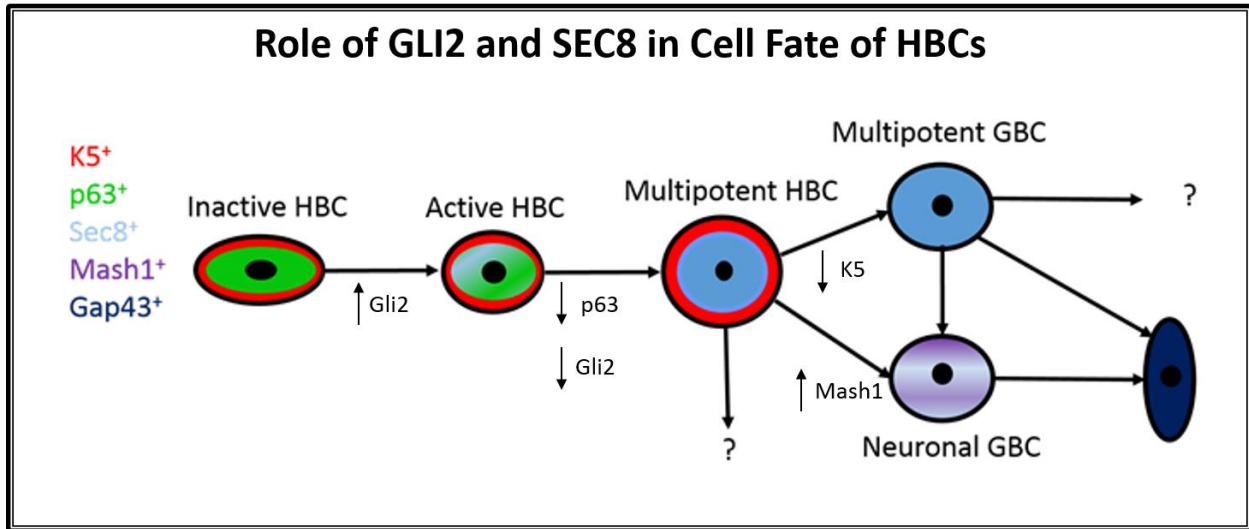 Role of GLI2 and SEC8 in Cell Fate of HBCs
K5⁺
p63⁺
Sec8⁺
Mash1⁺
Gap43⁺
Inactive HBC
Gli2
Active HBC
p63
Gli2
Multipotent HBC
?
K5
Mash1
Multipotent GBC
?
Neuronal GBC